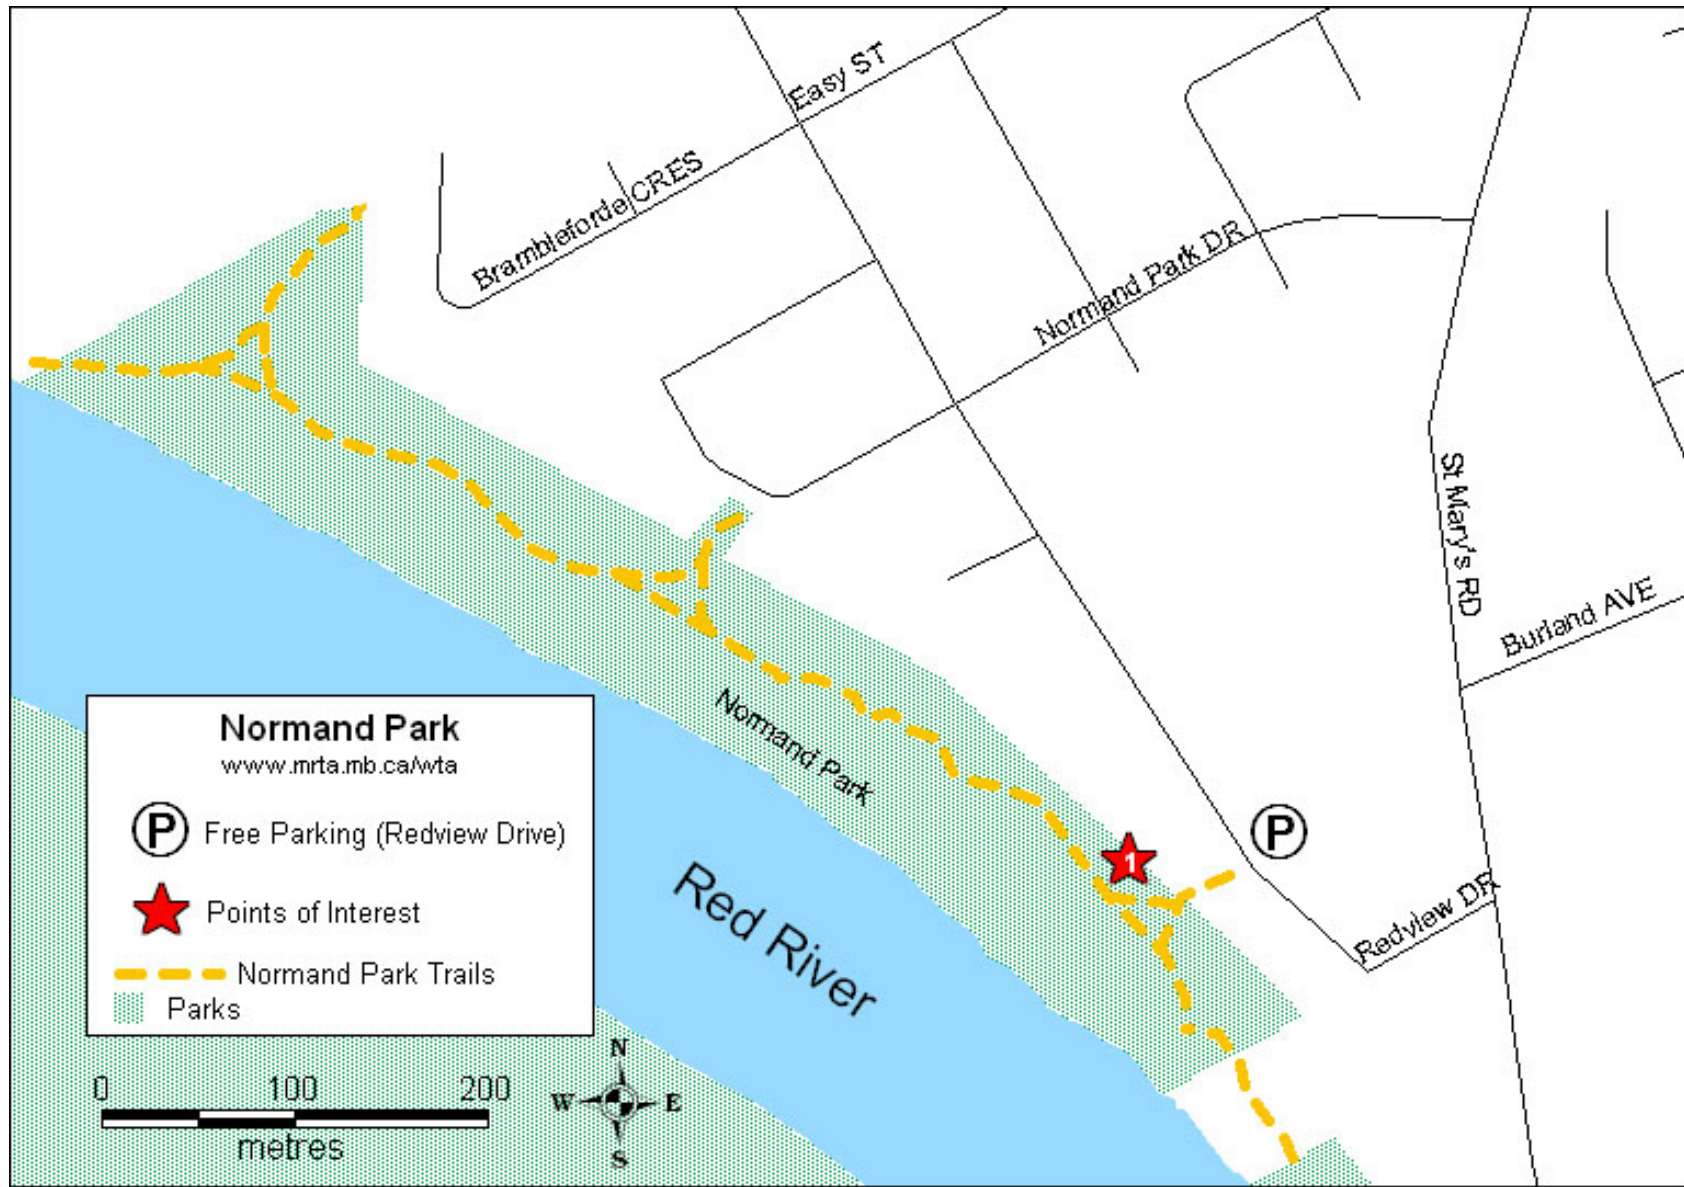 Easy ST
Brambleforde CRES
Normand Park DR
St Mary's RD
Burland AVE
Normand Park
1
P
Redview DR
Red River
Normand Park
www.mrta.mb.ca/wta
P Free Parking (Redview Drive)
Points of Interest
Normand Park Trails
Parks
0 100 200
metres
N
W E
S